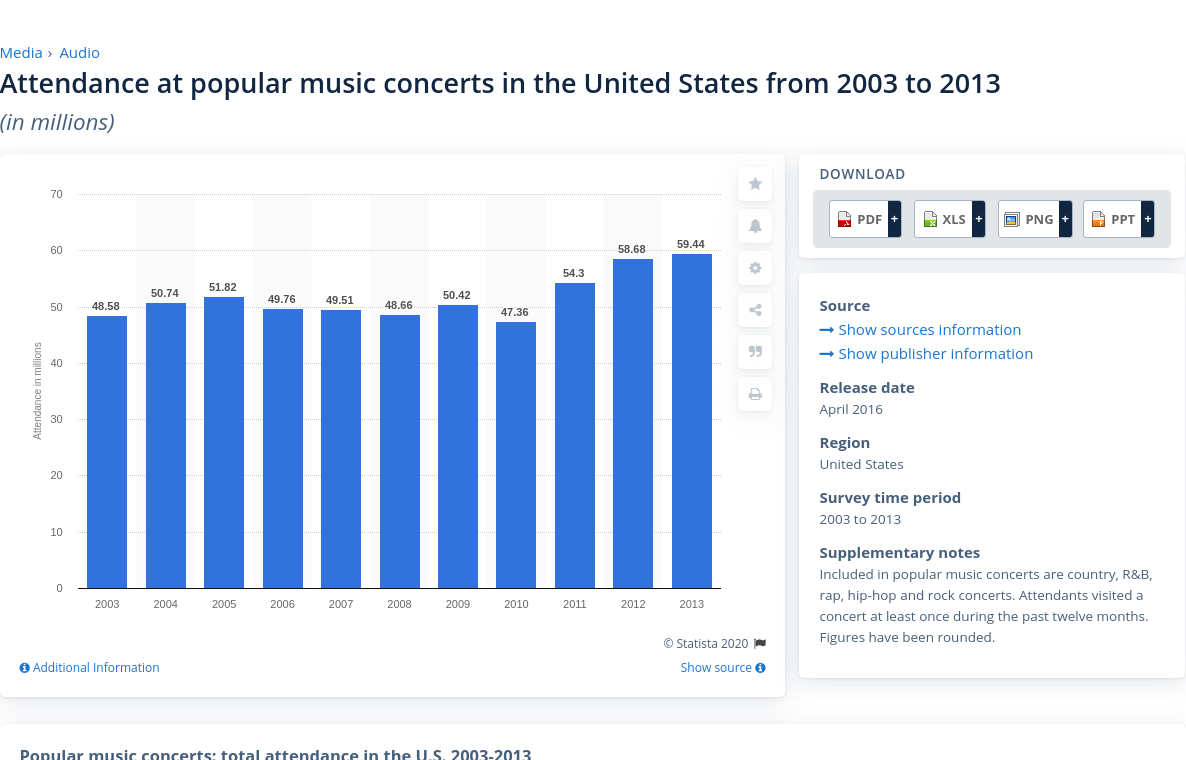 Media › Audio
Attendance at popular music concerts in the United States from 2003 to 2013
(in millions)
70
60
50
40
30
20
10
0
Attendance in millions
48.58
50.74
51.82
49.76
49.51
48.66
50.42
47.36
54.3
58.68
59.44
2003
2004
2005
2006
2007
2008
2009
2010
2011
2012
2013
© Statista 2020
Additional Information
Show source
DOWNLOAD
PDF +
XLS +
PNG +
PPT +
Source
Show sources information
Show publisher information
Release date
April 2016
Region
United States
Survey time period
2003 to 2013
Supplementary notes
Included in popular music concerts are country, R&B,
rap, hip-hop and rock concerts. Attendants visited a
concert at least once during the past twelve months.
Figures have been rounded.
Popular music concerts: total attendance in the U.S. 2003-2013